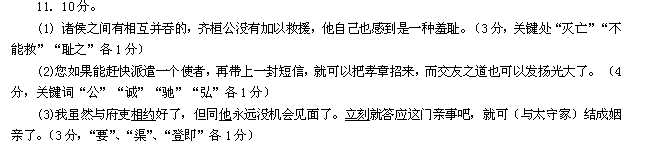 11. 10分。
(1) 诸侯之间有相互并吞的，齐桓公没有加以救援，他自己也感到是一种羞耻。（3分，关键处“灭亡”“不
能救”“耻之”各1分）
(2)您如果能赶快派遣一个使者，再带上一封短信，就可以把孝章招来，而交友之道也可以发扬光大了。（4
分，关键词“公”“诚”“驰”“弘”各1分）
(3)我虽然与府吏相约好了，但同他永远没机会见面了。立刻就答应这门亲事吧，就可（与太守家）结成姻
亲了。（3分，“要”、“渠”、“登即”各1分）